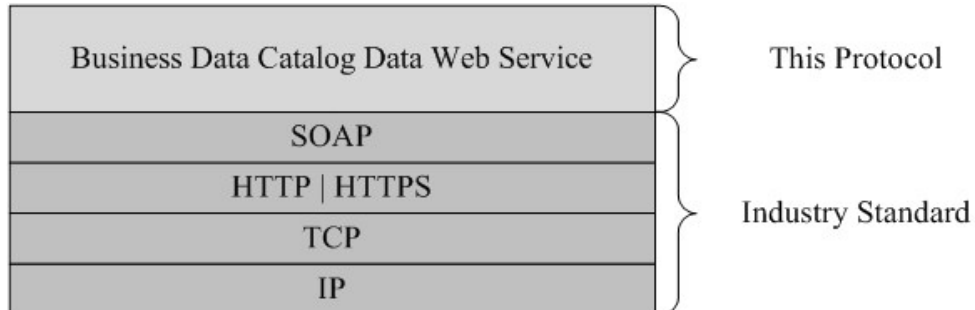 Business Data Catalog Data Web Service
This Protocol
SOAP
HTTP | HTTPS
Industry Standard
TCP
IP